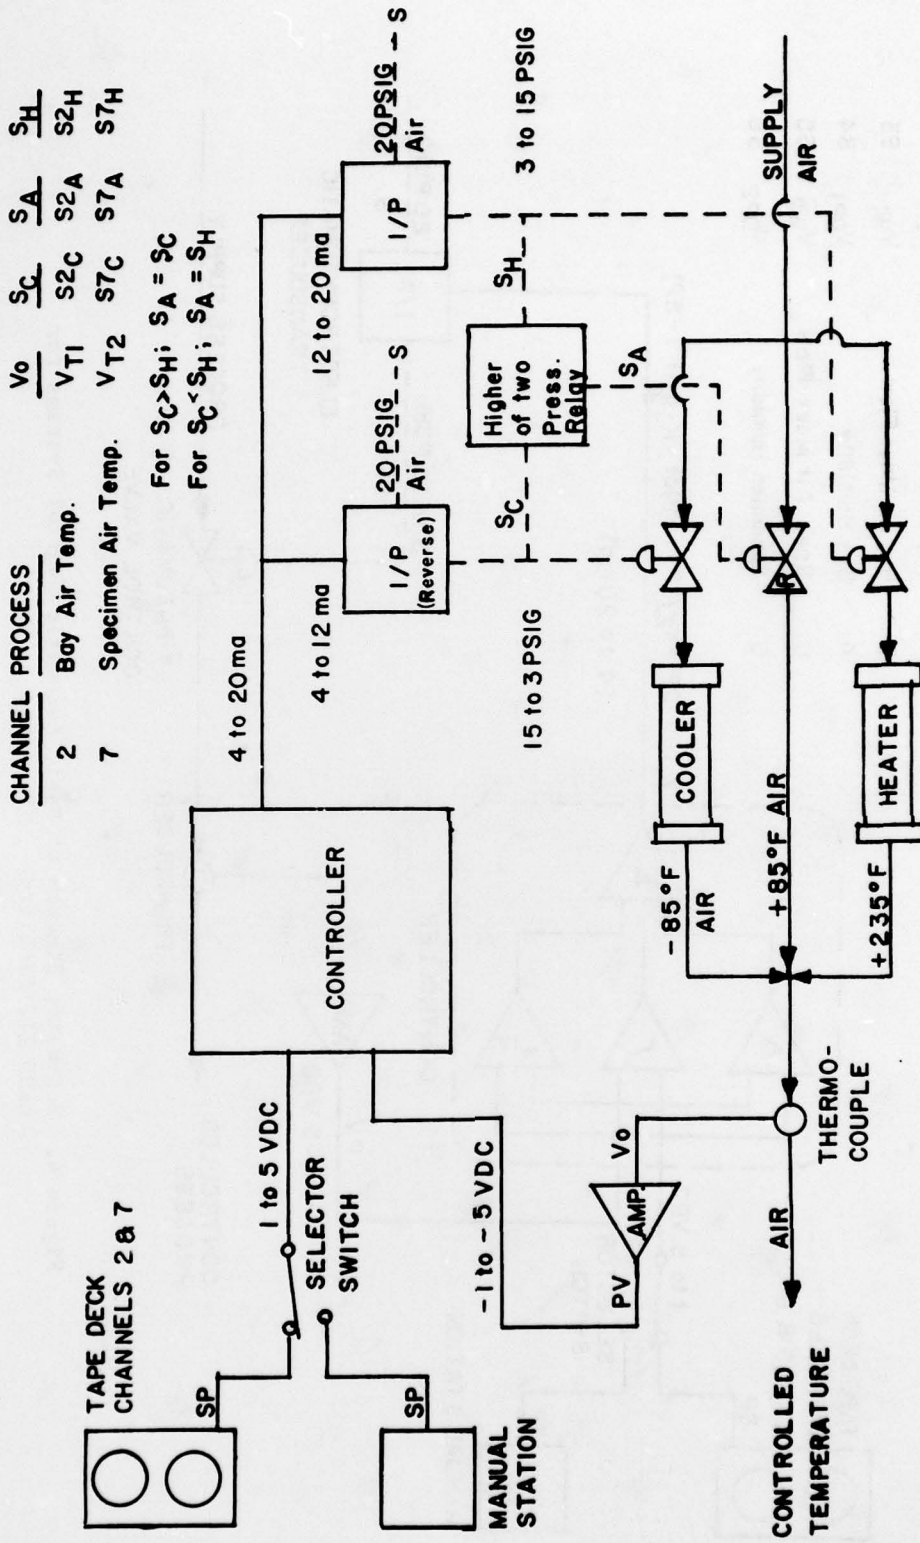 CHANNEL PROCESS Vo SC SA SH
2 Bay Air Temp. VT1 S2C S2A S2H
7 Specimen Air Temp. VT2 S7C S7A S7H
For SC>SH; SA = SC
For SC<SH; SA = SH
TAPE DECK
CHANNELS 2 & 7
SP
1 to 5 VDC
SELECTOR
SWITCH
SP
MANUAL
STATION
CONTROLLER
4 to 20 ma
4 to 12 ma
12 to 20 ma
I/P
(Reverse)
20 PSIG
Air
S
I/P
20 PSIG
Air
S
15 to 3 PSIG
SC
Higher
of two
Press.
Relay
SH
3 to 15 PSIG
SA
-1 to -5 VDC
PV
AMP.
Vo
-85°F
AIR
COOLER
+85°F AIR
R
SUPPLY
AIR
+235°F
HEATER
THERMO-
COUPLE
AIR
CONTROLLED
TEMPERATURE